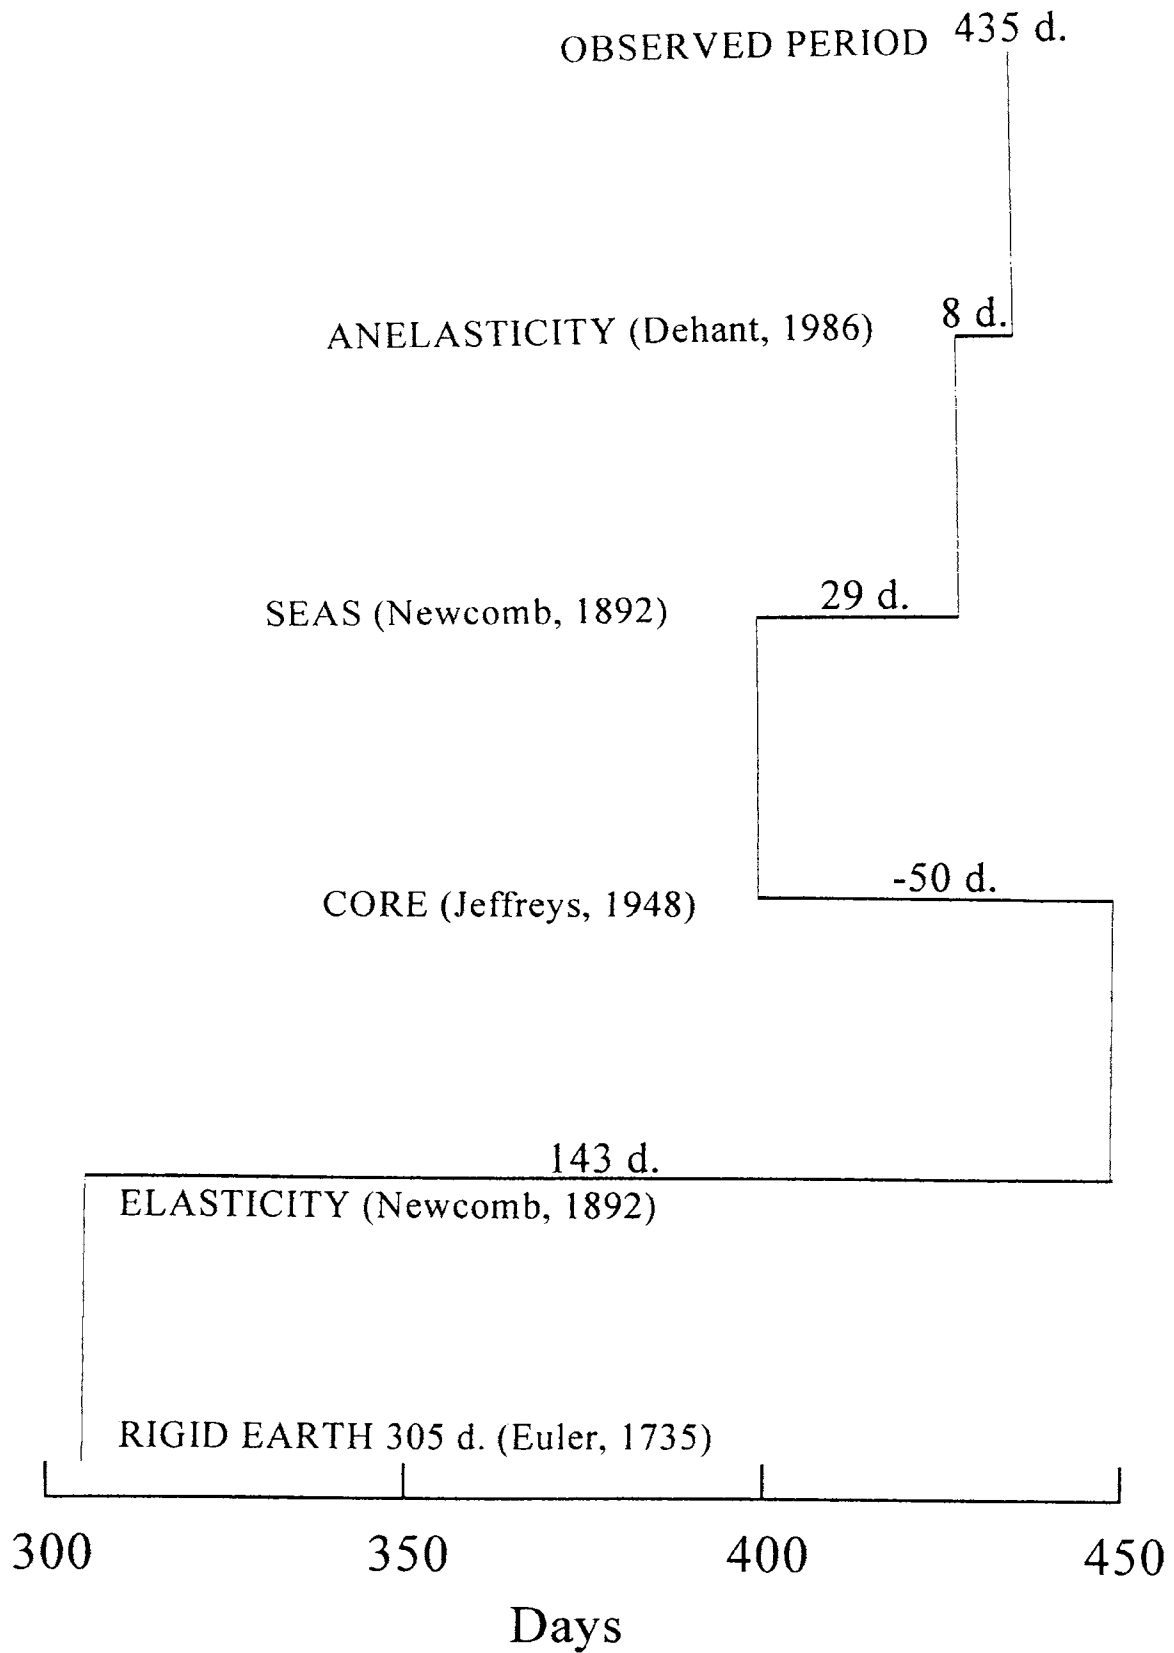 OBSERVED PERIOD 435 d.
8 d.
ANELASTICITY (Dehant, 1986)
29 d.
SEAS (Newcomb, 1892)
-50 d.
CORE (Jeffreys, 1948)
143 d.
ELASTICITY (Newcomb, 1892)
RIGID EARTH 305 d. (Euler, 1735)
300 350 400 450
Days